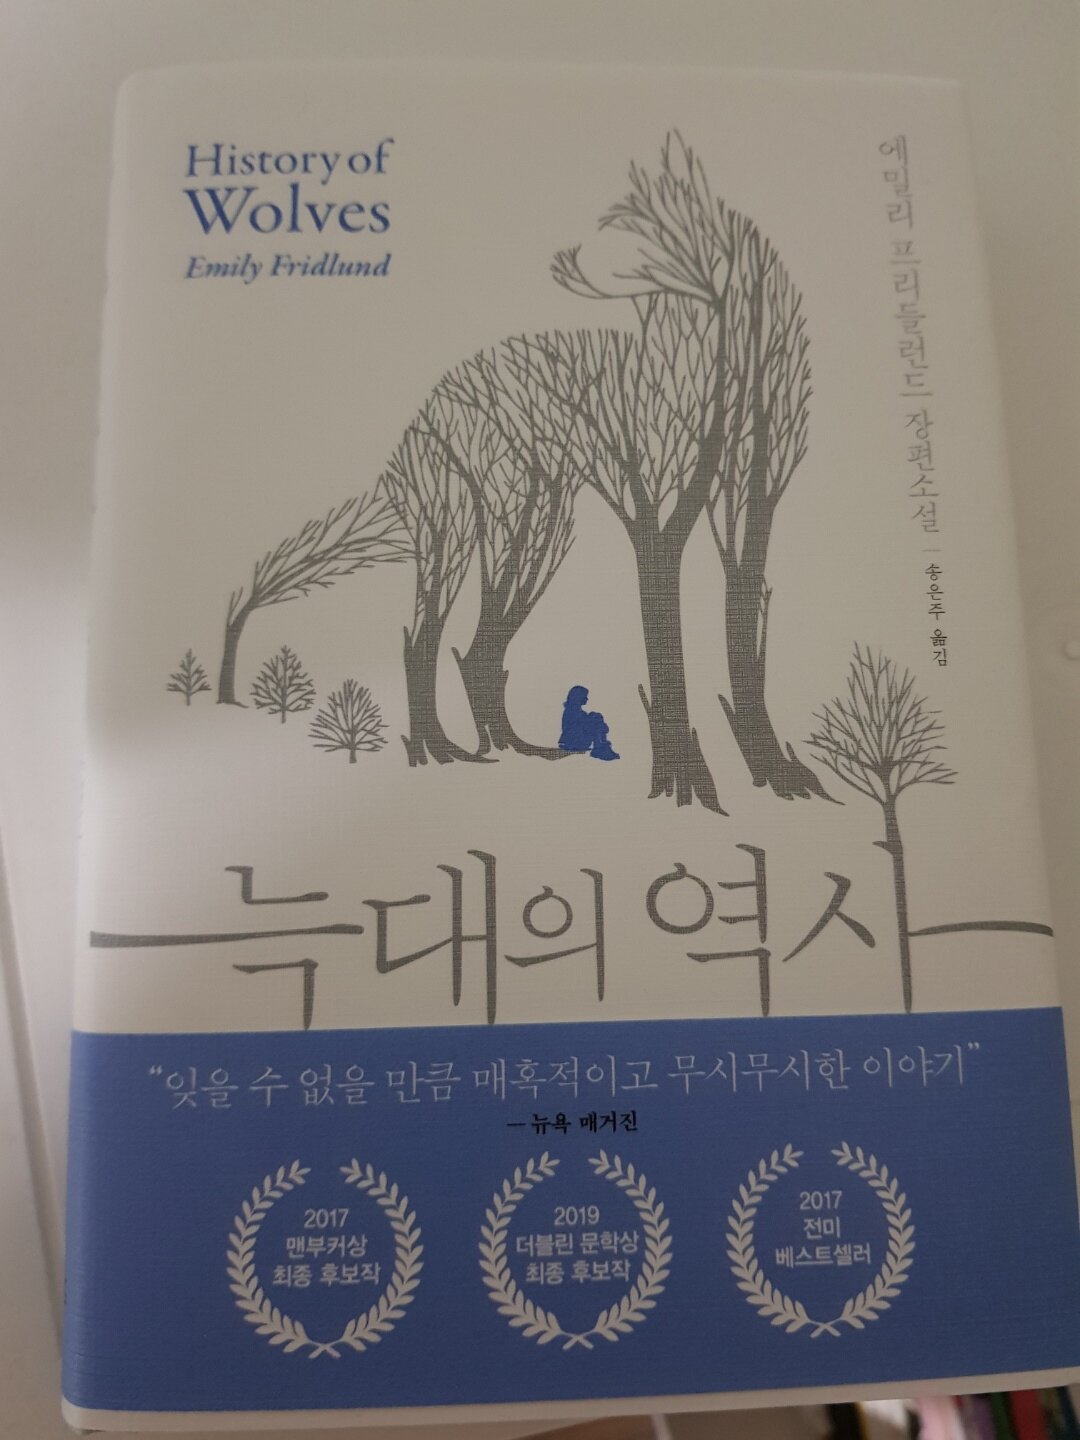 History of
Wolves
Emily Fridlund
에밀리 프리들런드 장편소설 — 송은주 옮김
늑대의 역사
“잊을 수 없을 만큼 매혹적이고 무시무시한 이야기”
— 뉴욕 매거진
2017
맨부커상
최종 후보작
2019
더블린 문학상
최종 후보작
2017
전미
베스트셀러